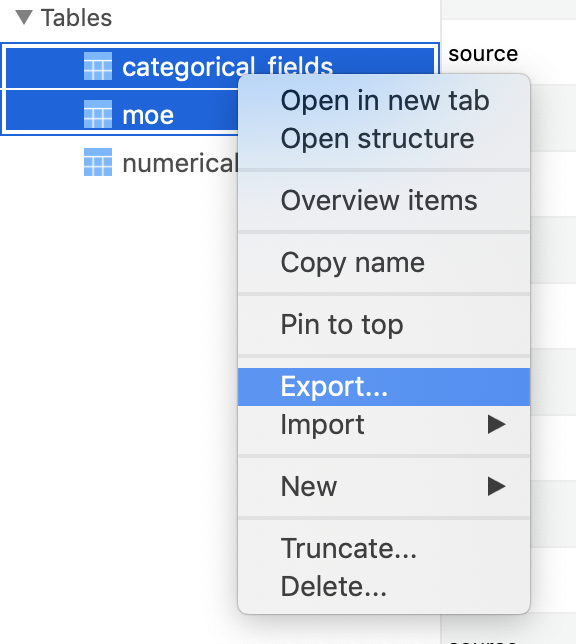 Tables
categorical_fields
source
moe
numerical
Open in new tab
Open structure
Overview items
Copy name
Pin to top
Export...
Import
New
Truncate...
Delete...